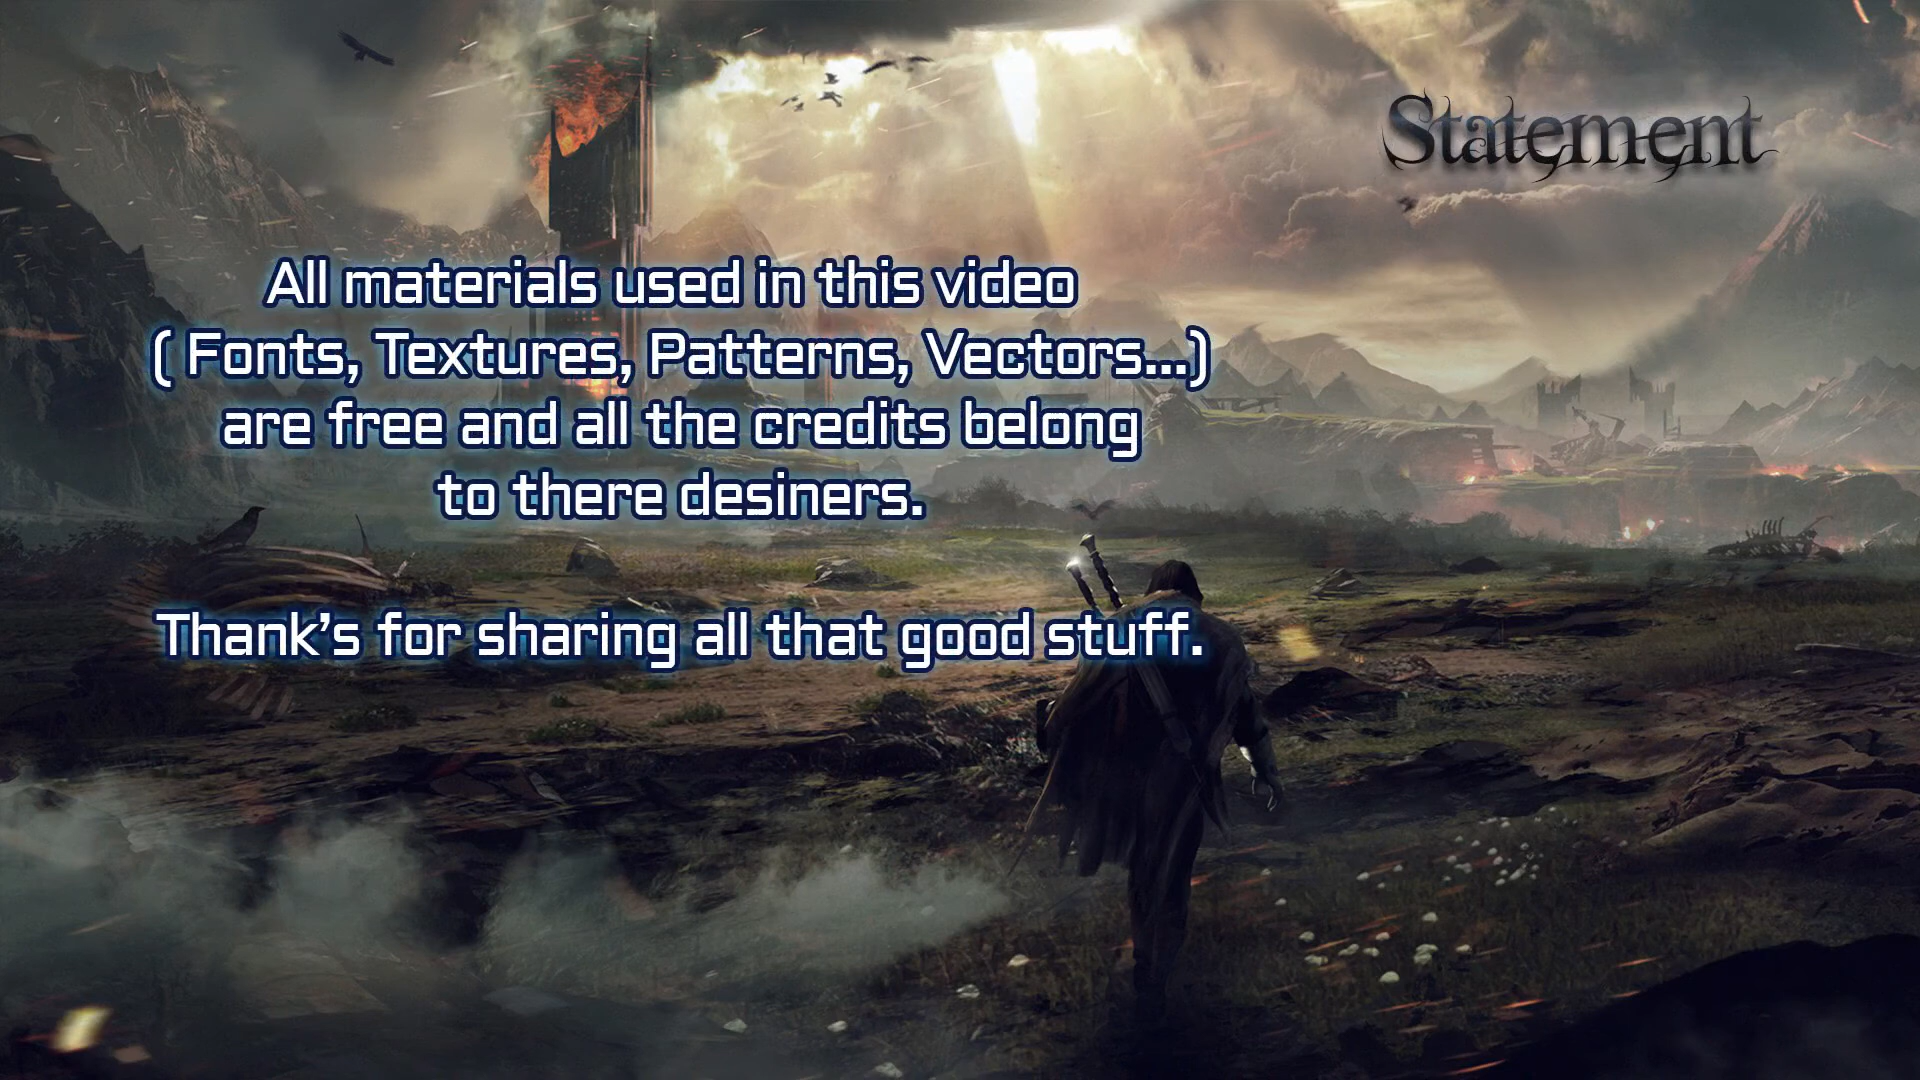 Statement
All materials used in this video
( Fonts, Textures, Patterns, Vectors...)
are free and all the credits belong
to there desiners.
Thank’s for sharing all that good stuff.